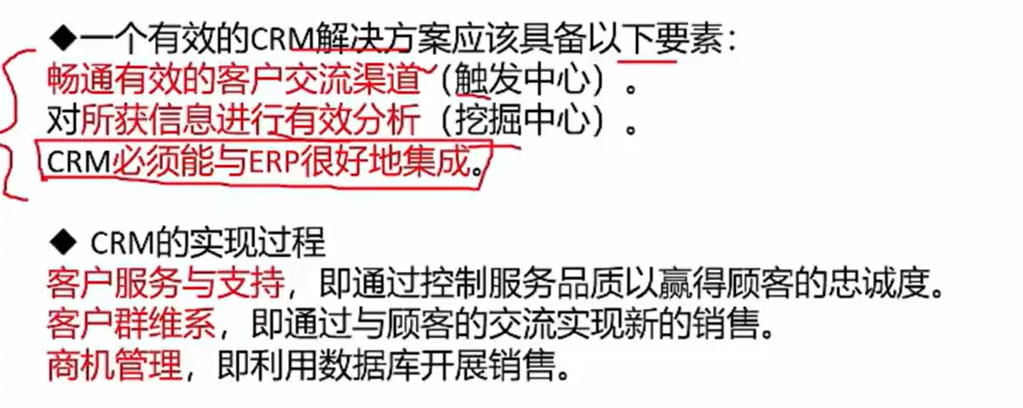 ◆一个有效的CRM解决方案应该具备以下要素：
畅通有效的客户交流渠道（触发中心）。
对所获信息进行有效分析（挖掘中心）。
CRM必须能与ERP很好地集成。
◆ CRM的实现过程
客户服务与支持，即通过控制服务品质以赢得顾客的忠诚度。
客户群维系，即通过与顾客的交流实现新的销售。
商机管理，即利用数据库开展销售。